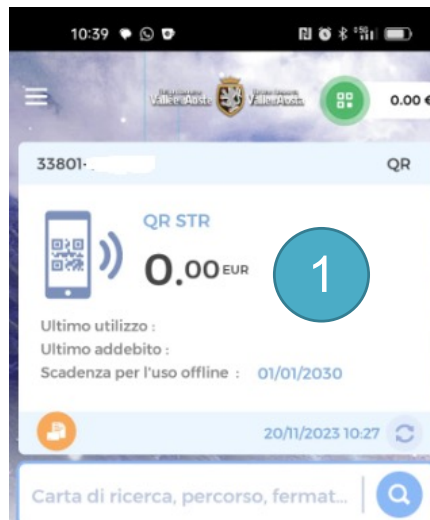 10:39
0.00 €
33801-
QR
QR STR
0.00 EUR
1
Ultimo utilizzo :
Ultimo addebito :
Scadenza per l'uso offline : 01/01/2030
20/11/2023 10:27
Carta di ricerca, percorso, fermat...